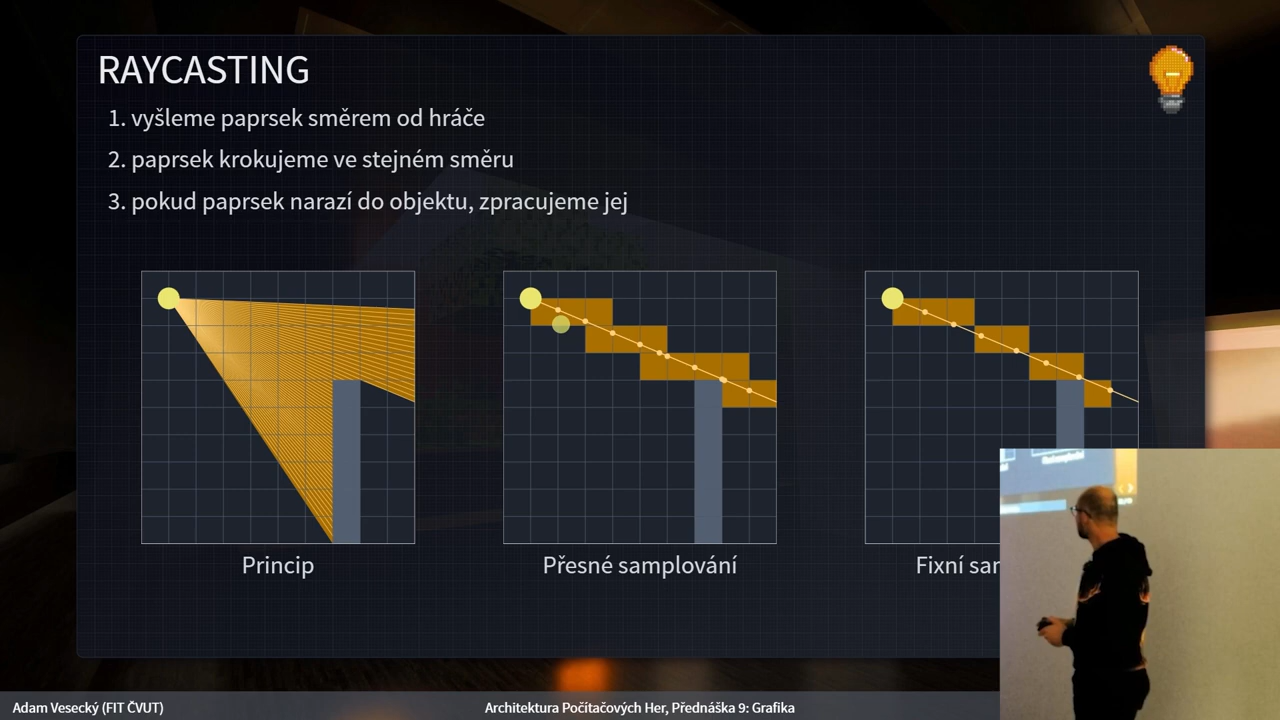 RAYCASTING
1. vyšleme paprsek směrem od hráče
2. paprsek krokujeme ve stejném směru
3. pokud paprsek narazí do objektu, zpracujeme jej
Princip
Přesné samplování
Fixní
Adam Vesecký (FIT ČVUT)
Architektura Počítačových Her, Přednáška 9: Grafika